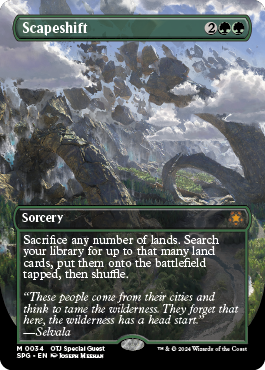 Scapeshift 2
Sorcery
Sacrifice any number of lands. Search
your library for up to that many land
cards, put them onto the battlefield
tapped, then shuffle.
“These people come from their cities and
think to tame the wilderness. They forget that
here, the wilderness has a head start.”
—Selvala
M 0034 OTJ Special Guest
SPG • EN Joseph Meehan
™ & © 2024 Wizards of the Coast